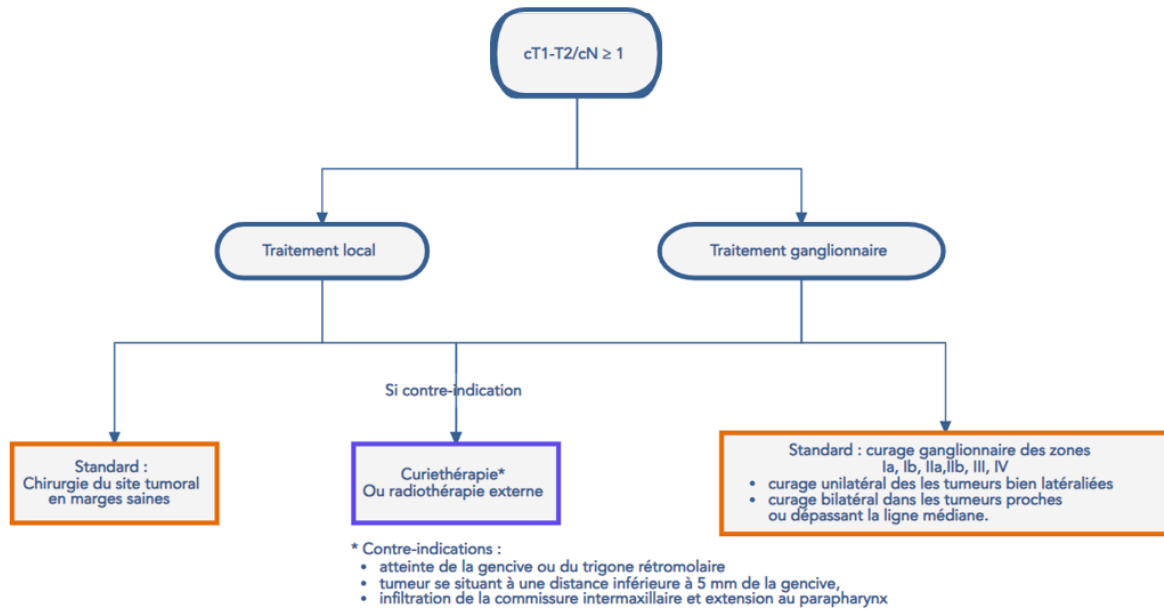 cT1-T2/cN ≥ 1
Traitement local
Traitement ganglionnaire
Si contre-indication
Standard :
Chirurgie du site tumoral
en marges saines
Curiethérapie*
Ou radiothérapie externe
Standard : curage ganglionnaire des zones
Ia, Ib, IIa,IIb, III, IV
• curage unilatéral des les tumeurs bien latéraliées
• curage bilatéral dans les tumeurs proches
ou dépassant la ligne médiane.
* Contre-indications :
• atteinte de la gencive ou du trigone rétromolaire
• tumeur se situant à une distance inférieure à 5 mm de la gencive,
• infiltration de la commissure intermaxillaire et extension au parapharynx